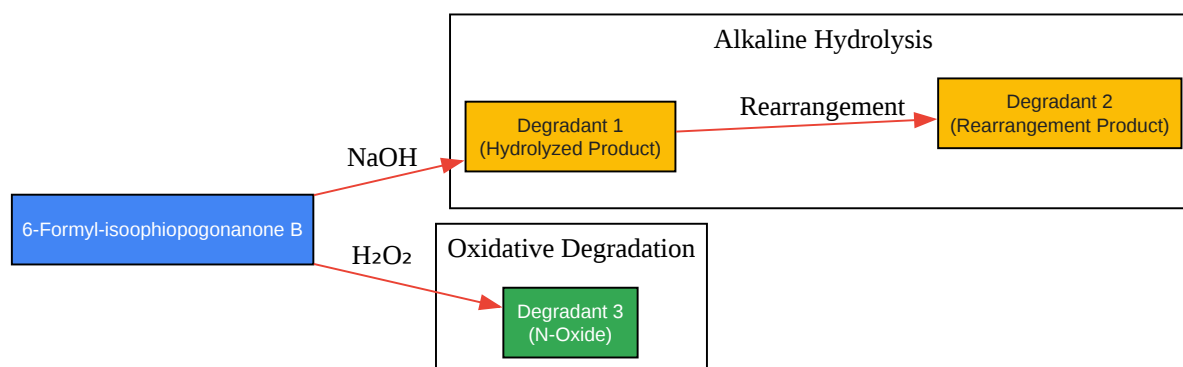 Alkaline Hydrolysis
Degradant 1
(Hydrolyzed Product)
Rearrangement
Degradant 2
(Rearrangement Product)
NaOH
6-Formyl-isoophiopogonanone B
H₂O₂
Oxidative Degradation
Degradant 3
(N-Oxide)